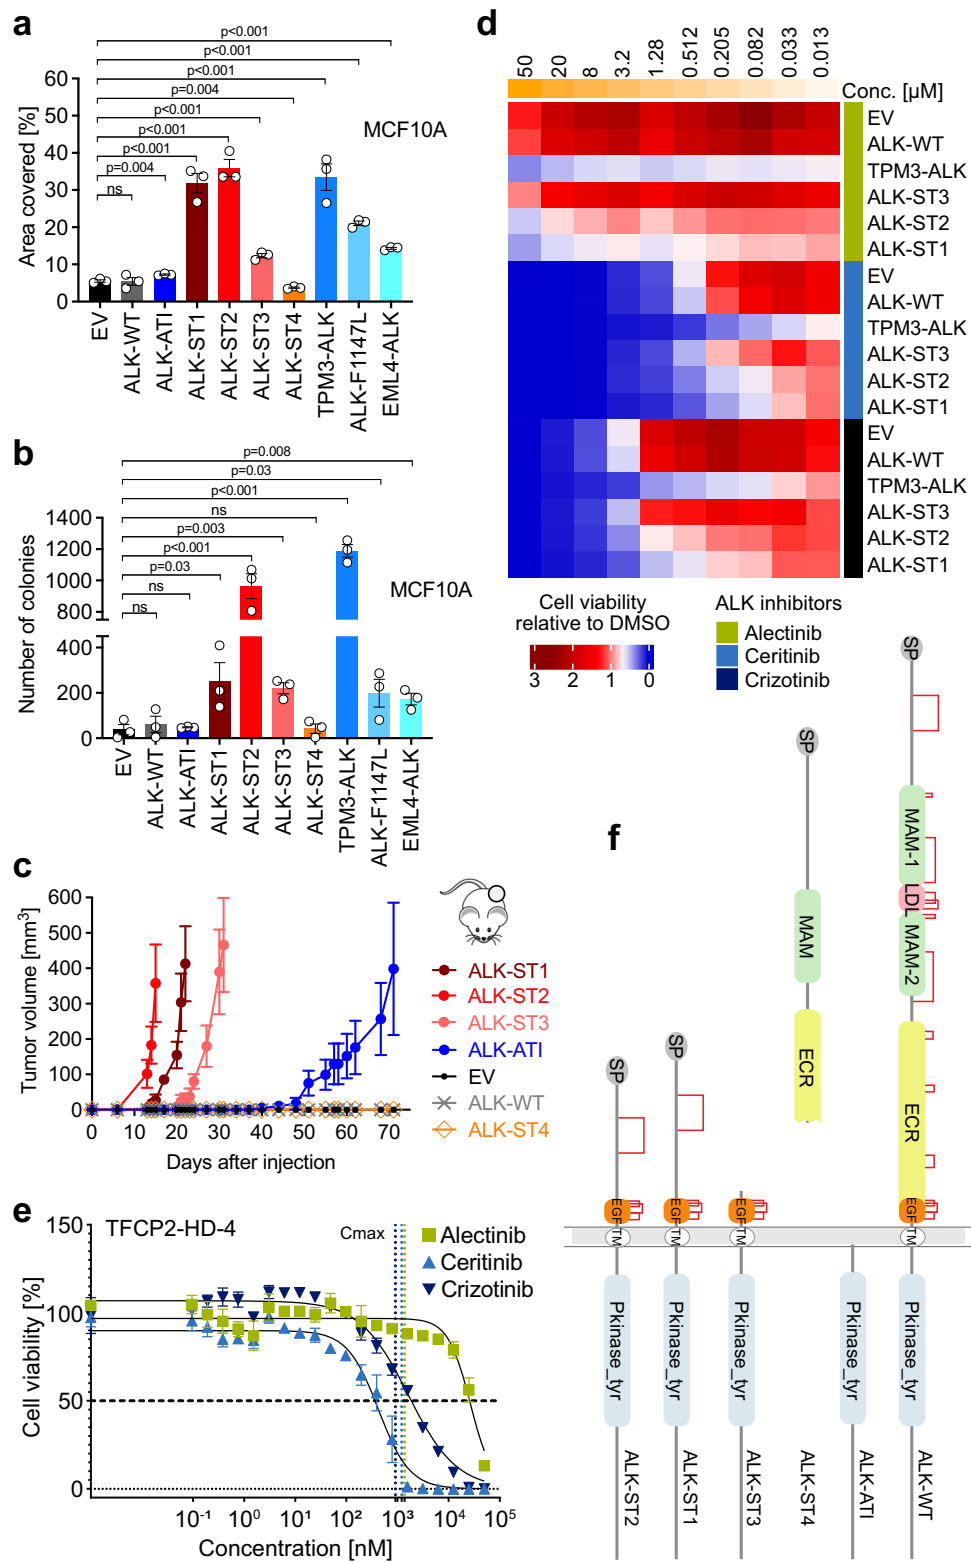 a
p<0.001
p<0.001
p<0.001
p=0.004
p<0.001
p<0.001
p<0.001
p=0.004
ns
MCF10A
Area covered [%]
60
50
40
30
20
10
0
EV
ALK-WT
ALK-ATI
ALK-ST1
ALK-ST2
ALK-ST3
ALK-ST4
TPM3-ALK
ALK-F1147L
EML4-ALK
b
p=0.008
p=0.03
p<0.001
ns
p=0.003
p<0.001
p=0.03
ns
ns
MCF10A
Number of colonies
1400
1200
1000
800
400
200
0
EV
ALK-WT
ALK-ATI
ALK-ST1
ALK-ST2
ALK-ST3
ALK-ST4
TPM3-ALK
ALK-F1147L
EML4-ALK
c
Tumor volume [mm³]
600
500
400
300
200
100
0
0 10 20 30 40 50 60 70
Days after injection
ALK-ST1
ALK-ST2
ALK-ST3
ALK-ATI
EV
ALK-WT
ALK-ST4
d
50 20 8 3.2 1.28 0.512 0.205 0.082 0.033 0.013
Conc. [µM]
EV
ALK-WT
TPM3-ALK
ALK-ST3
ALK-ST2
ALK-ST1
EV
ALK-WT
TPM3-ALK
ALK-ST3
ALK-ST2
ALK-ST1
EV
ALK-WT
TPM3-ALK
ALK-ST3
ALK-ST2
ALK-ST1
Cell viability
relative to DMSO
3 2 1 0
ALK inhibitors
Alectinib
Ceritinib
Crizotinib
e
TFCP2-HD-4
Cmax
Alectinib
Ceritinib
Crizotinib
Cell viability [%]
150
100
50
0
10⁻¹ 10⁰ 10¹ 10² 10³ 10⁴ 10⁵
Concentration [nM]
f
SP
EGF
TM
Pkinase_tyr
ALK-ST2
SP
EGF
TM
Pkinase_tyr
ALK-ST1
EGF
TM
Pkinase_tyr
ALK-ST3
SP
MAM
ECR
ALK-ST4
Pkinase_tyr
ALK-ATI
SP
MAM-1
LDL
MAM-2
ECR
EGF
TM
Pkinase_tyr
ALK-WT